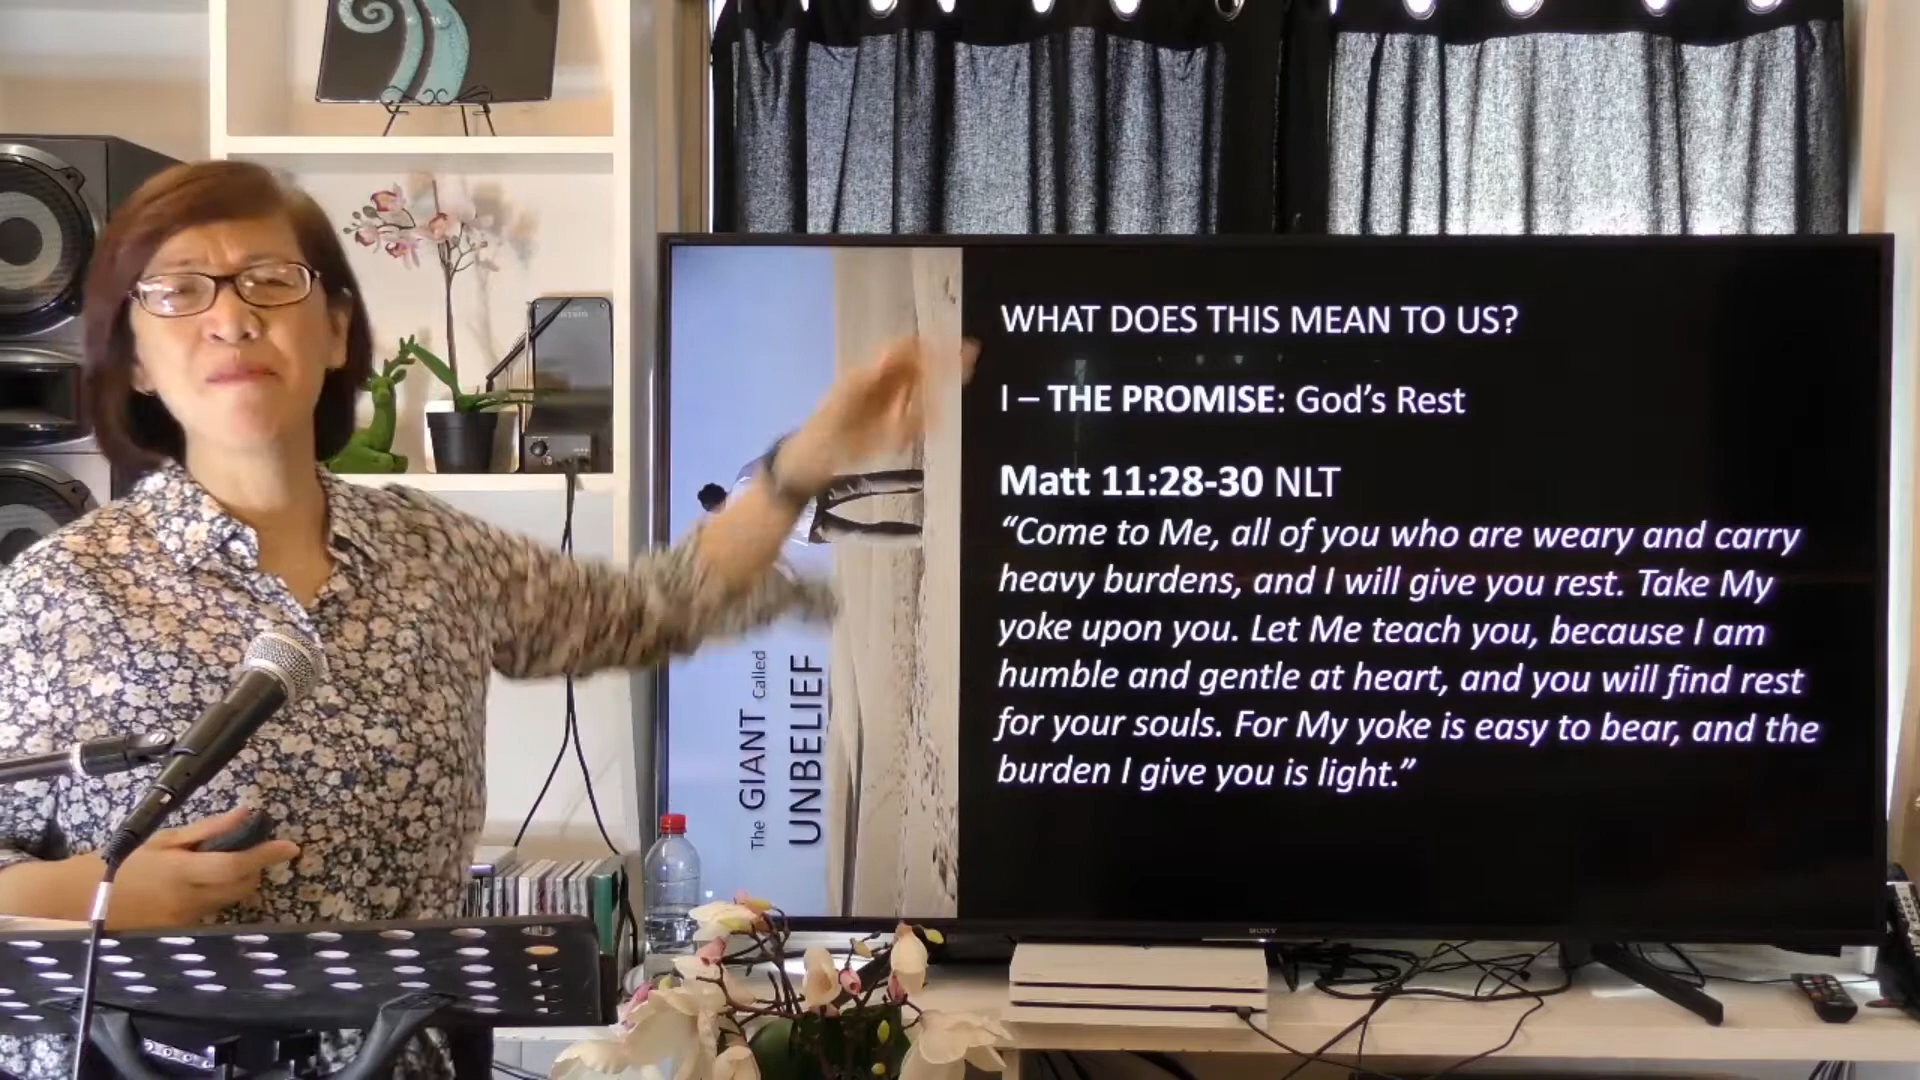 The GIANT Called
UNBELIEF
WHAT DOES THIS MEAN TO US?
I – THE PROMISE: God's Rest
Matt 11:28-30 NLT
“Come to Me, all of you who are weary and carry
heavy burdens, and I will give you rest. Take My
yoke upon you. Let Me teach you, because I am
humble and gentle at heart, and you will find rest
for your souls. For My yoke is easy to bear, and the
burden I give you is light.”
SONY